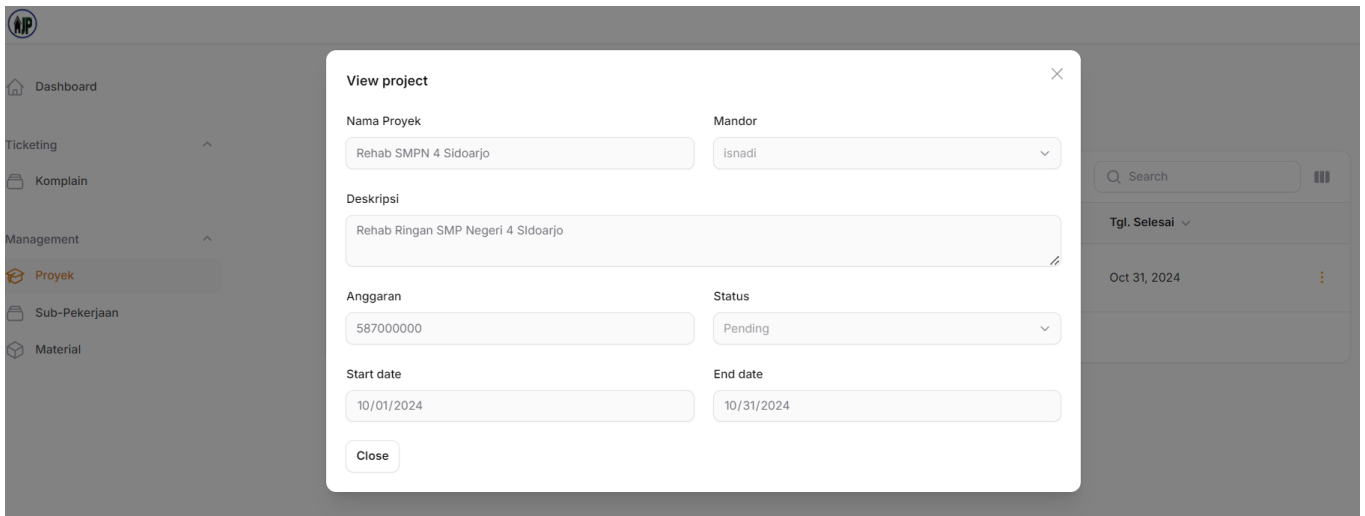 AJP
Dashboard
Ticketing
Komplain
Management
Proyek
Sub-Pekerjaan
Material
View project
Nama Proyek
Rehab SMPN 4 Sidoarjo
Mandor
isnadi
Deskripsi
Rehab Ringan SMP Negeri 4 SIdoarjo
Anggaran
587000000
Status
Pending
Start date
10/01/2024
End date
10/31/2024
Close
Search
Tgl. Selesai
Oct 31, 2024